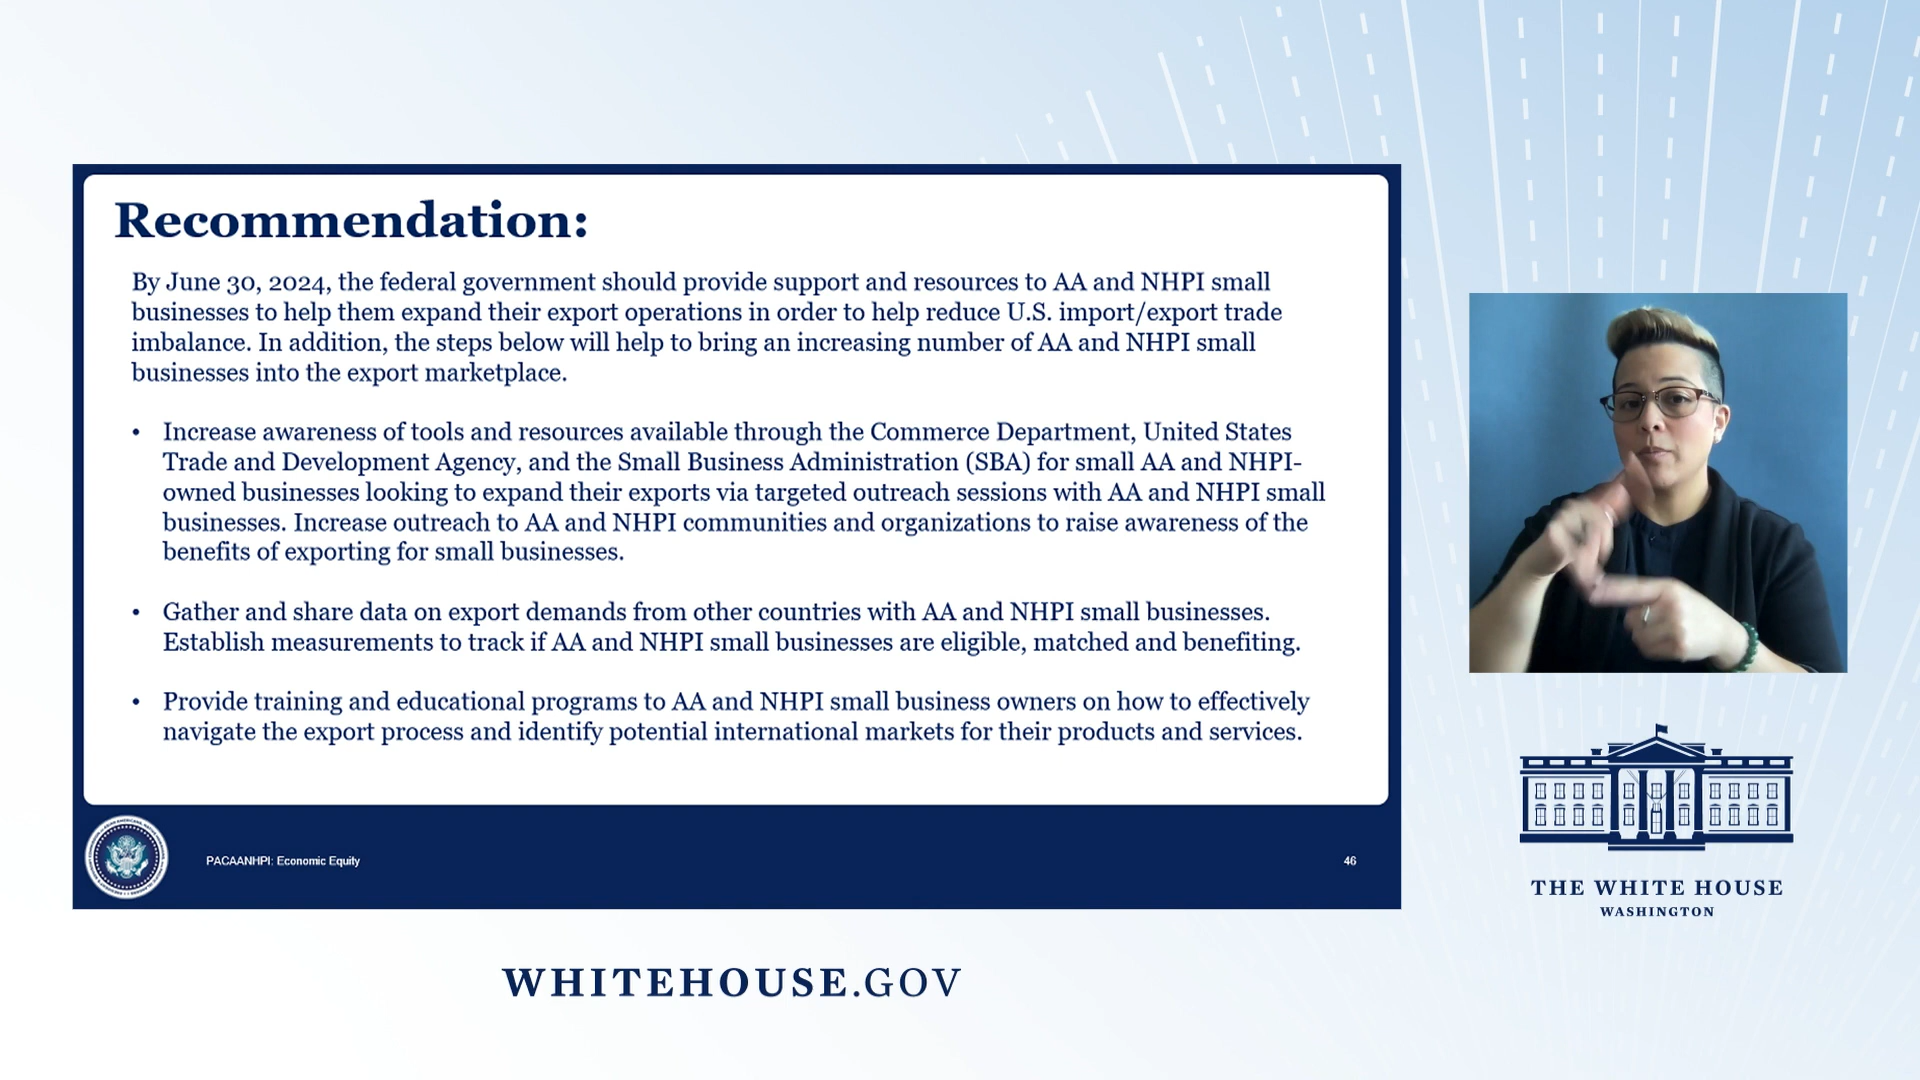 Recommendation:
By June 30, 2024, the federal government should provide support and resources to AA and NHPI small
businesses to help them expand their export operations in order to help reduce U.S. import/export trade
imbalance. In addition, the steps below will help to bring an increasing number of AA and NHPI small
businesses into the export marketplace.
• Increase awareness of tools and resources available through the Commerce Department, United States
Trade and Development Agency, and the Small Business Administration (SBA) for small AA and NHPI-
owned businesses looking to expand their exports via targeted outreach sessions with AA and NHPI small
businesses. Increase outreach to AA and NHPI communities and organizations to raise awareness of the
benefits of exporting for small businesses.
• Gather and share data on export demands from other countries with AA and NHPI small businesses.
Establish measurements to track if AA and NHPI small businesses are eligible, matched and benefiting.
• Provide training and educational programs to AA and NHPI small business owners on how to effectively
navigate the export process and identify potential international markets for their products and services.
PACAANHPI: Economic Equity
46
THE WHITE HOUSE
WASHINGTON
WHITEHOUSE.GOV